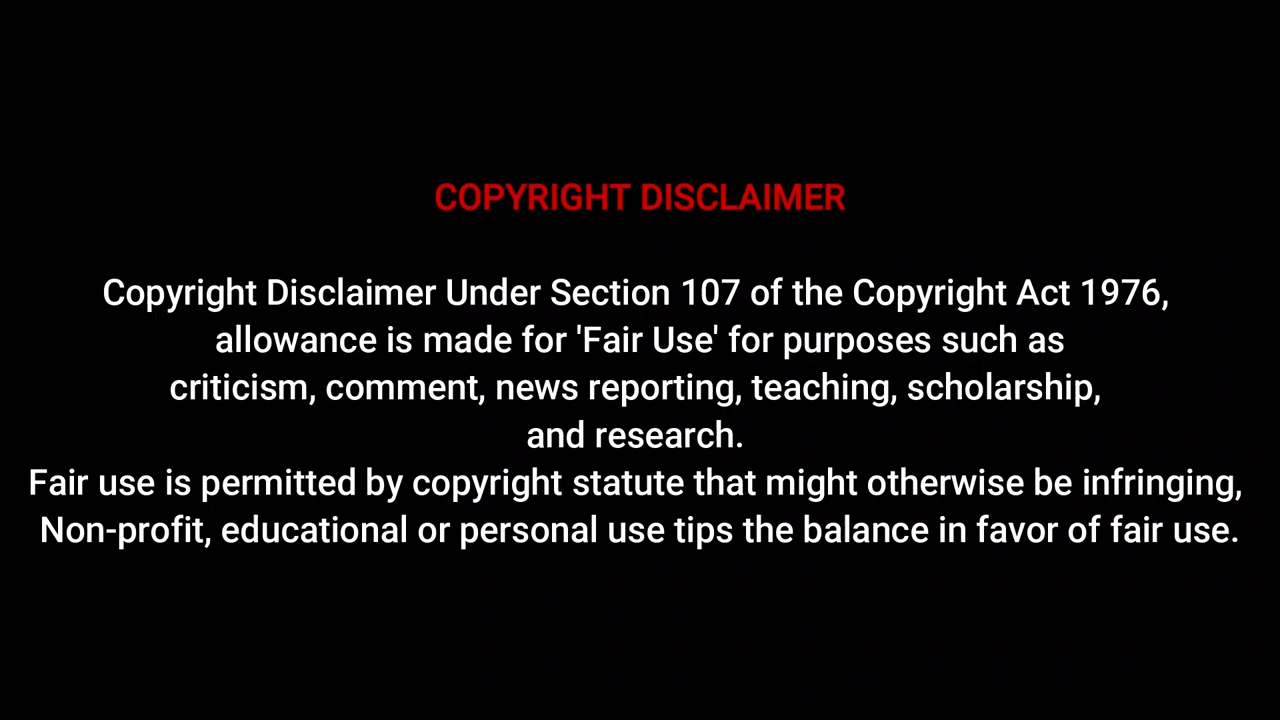 COPYRIGHT DISCLAIMER
Copyright Disclaimer Under Section 107 of the Copyright Act 1976,
allowance is made for 'Fair Use' for purposes such as
criticism, comment, news reporting, teaching, scholarship,
and research.
Fair use is permitted by copyright statute that might otherwise be infringing,
Non-profit, educational or personal use tips the balance in favor of fair use.